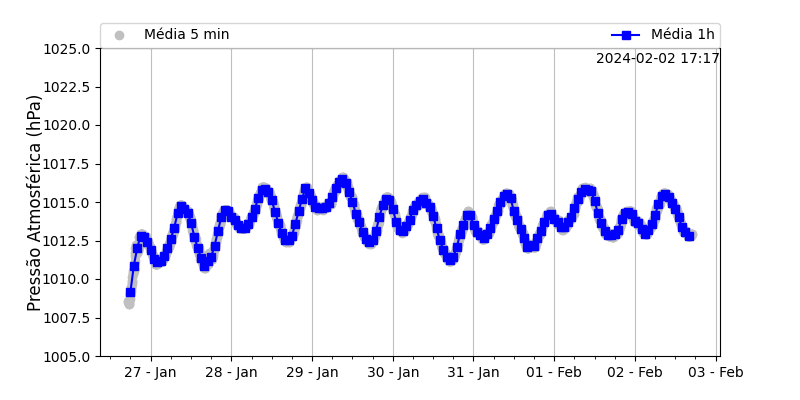 Média 5 min
Média 1h
2024-02-02 17:17
Pressão Atmosférica (hPa)
1025.0
1022.5
1020.0
1017.5
1015.0
1012.5
1010.0
1007.5
1005.0
27 - Jan
28 - Jan
29 - Jan
30 - Jan
31 - Jan
01 - Feb
02 - Feb
03 - Feb